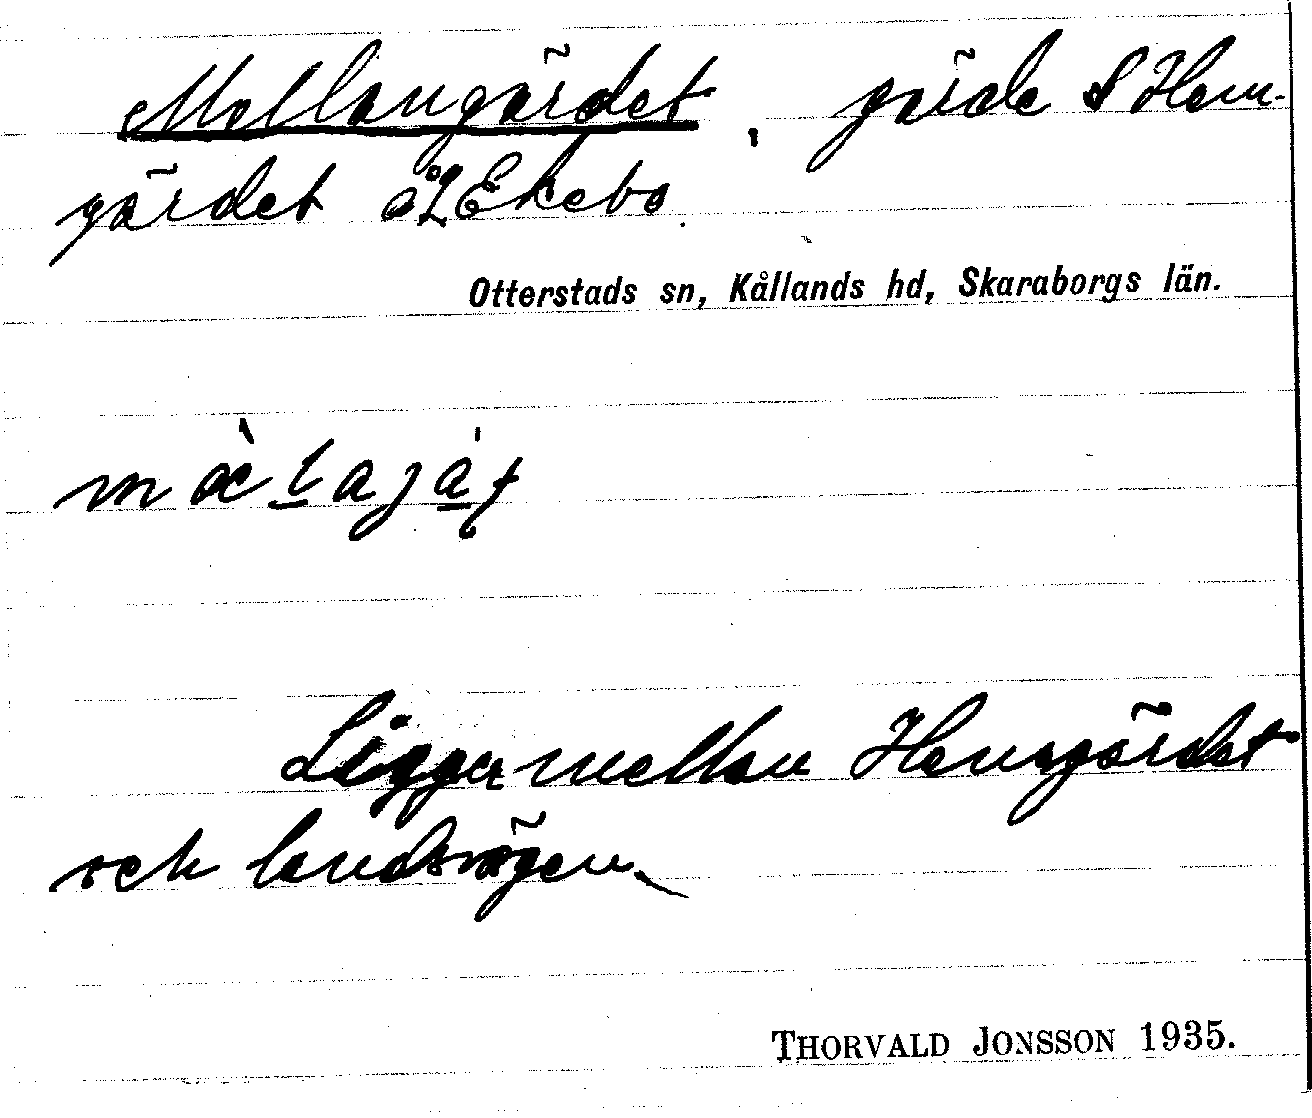 Mellangärdet, gärde S Hem-
gärdet å L Ekebo.
Otterstads sn, Kållands hd, Skaraborgs län.
Ligger mellan Hemgärdet
och landsvägen.
THORVALD JONSSON 1935.